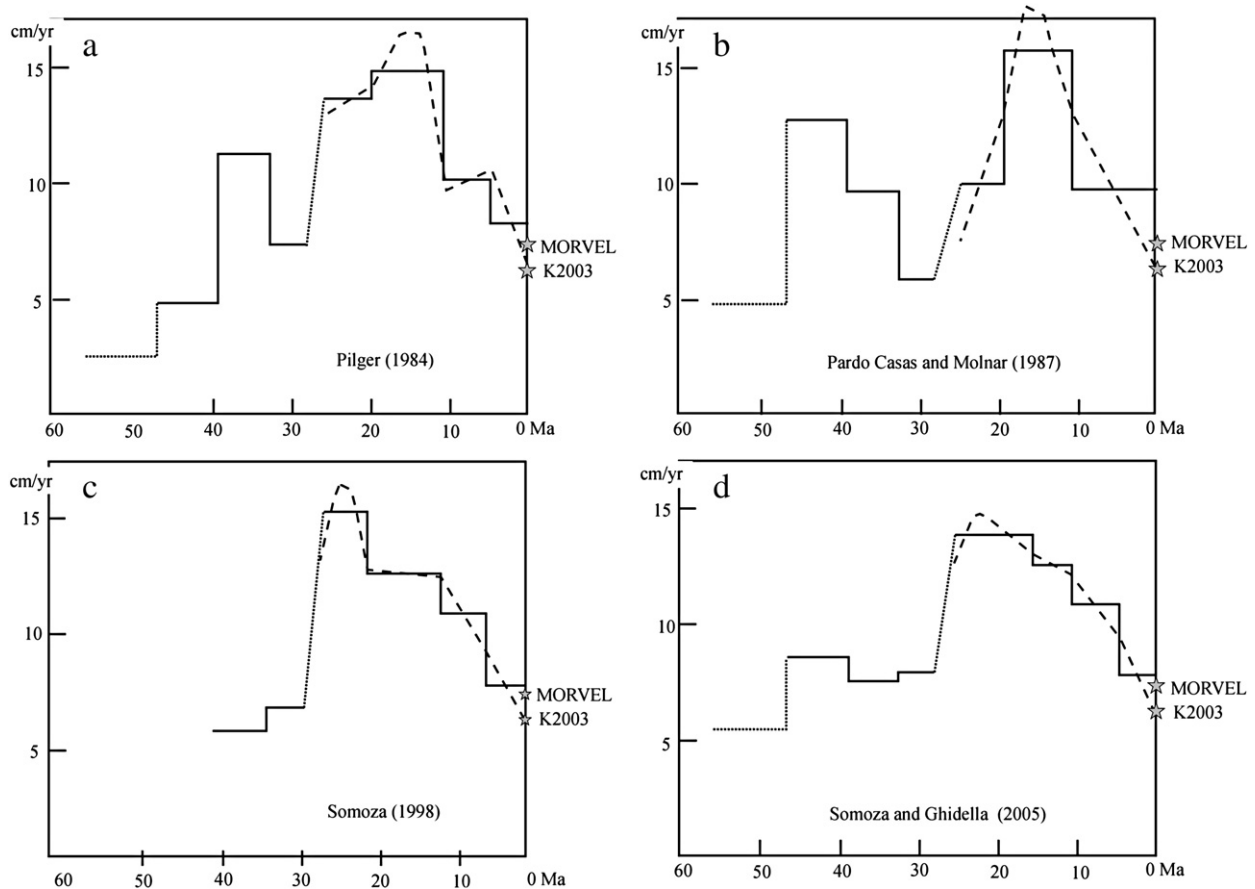 cm/yr
a
15
10
5
MORVEL
K2003
Pilger (1984)
60 50 40 30 20 10 0 Ma
cm/yr
b
15
10
5
MORVEL
K2003
Pardo Casas and Molnar (1987)
60 50 40 30 20 10 0 Ma
cm/yr
c
15
10
5
MORVEL
K2003
Somoza (1998)
60 50 40 30 20 10 0 Ma
cm/yr
d
15
10
5
MORVEL
K2003
Somoza and Ghidella (2005)
60 50 40 30 20 10 0 Ma